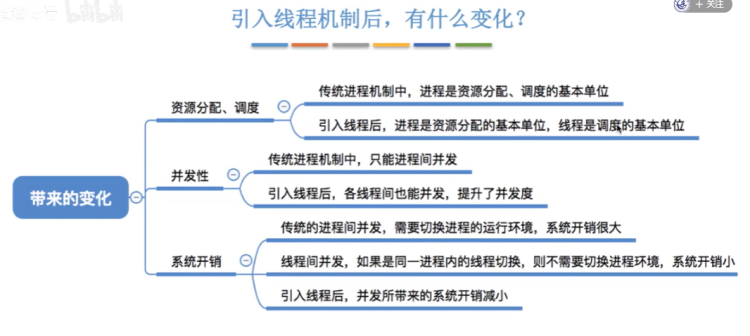 引入线程机制后，有什么变化？
+ 关注
bilibili
传统进程机制中，进程是资源分配、调度的基本单位
资源分配、调度
引入线程后，进程是资源分配的基本单位，线程是调度的基本单位
传统进程机制中，只能进程间并发
并发性
引入线程后，各线程间也能并发，提升了并发度
带来的变化
传统的进程间并发，需要切换进程的运行环境，系统开销很大
系统开销
线程间并发，如果是同一进程内的线程切换，则不需要切换进程环境，系统开销小
引入线程后，并发所带来的系统开销减小